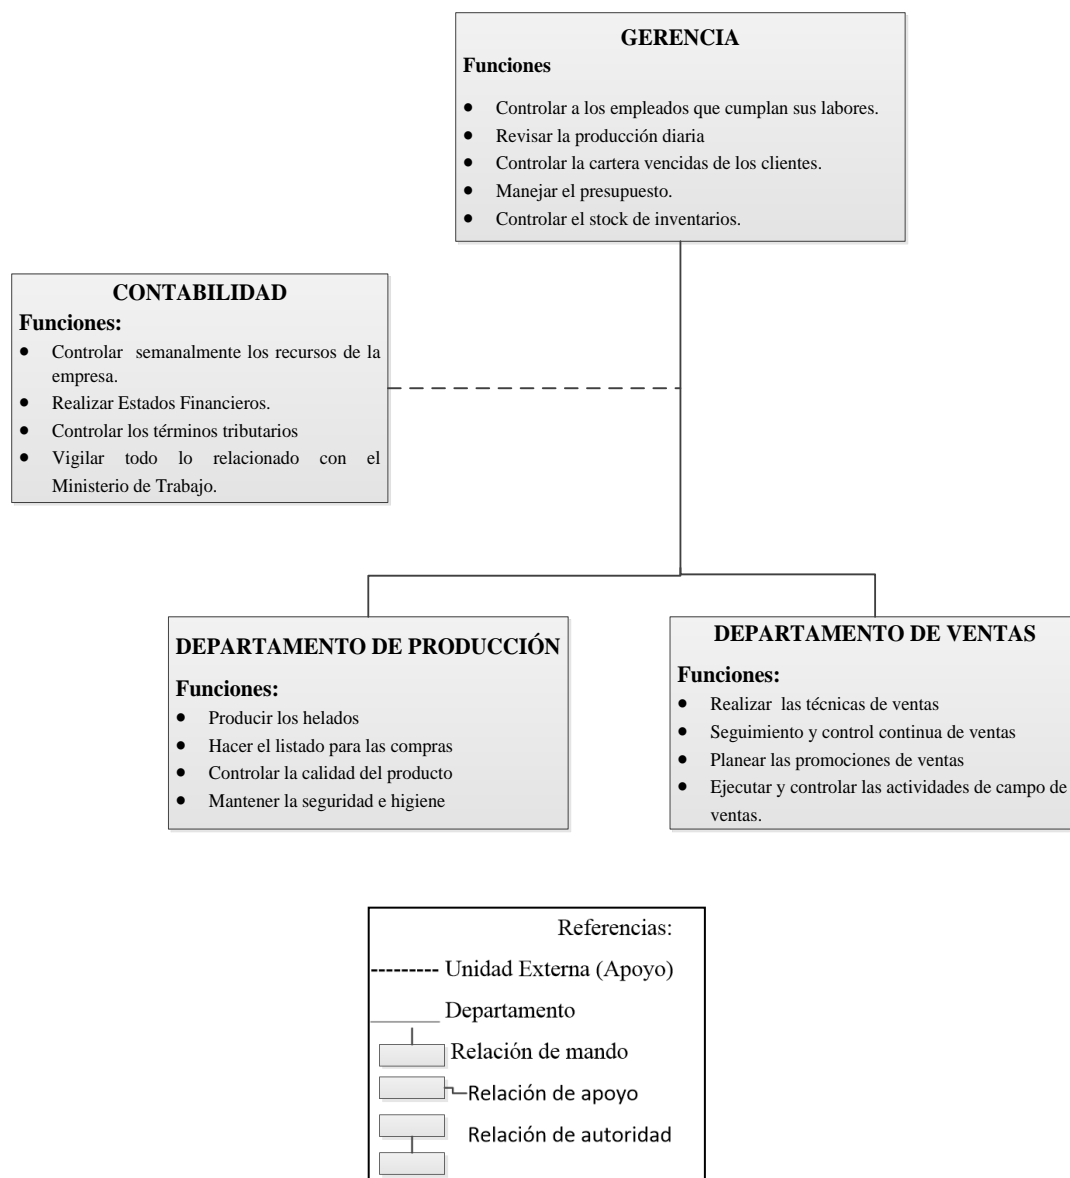 GERENCIA
Funciones
• Controlar a los empleados que cumplan sus labores.
• Revisar la producción diaria
• Controlar la cartera vencidas de los clientes.
• Manejar el presupuesto.
• Controlar el stock de inventarios.
CONTABILIDAD
Funciones:
• Controlar semanalmente los recursos de la
empresa.
• Realizar Estados Financieros.
• Controlar los términos tributarios
• Vigilar todo lo relacionado con el
Ministerio de Trabajo.
DEPARTAMENTO DE PRODUCCIÓN
Funciones:
• Producir los helados
• Hacer el listado para las compras
• Controlar la calidad del producto
• Mantener la seguridad e higiene
DEPARTAMENTO DE VENTAS
Funciones:
• Realizar las técnicas de ventas
• Seguimiento y control continua de ventas
• Planear las promociones de ventas
• Ejecutar y controlar las actividades de campo de
ventas.
Referencias:
Unidad Externa (Apoyo)
Departamento
Relación de mando
Relación de apoyo
Relación de autoridad